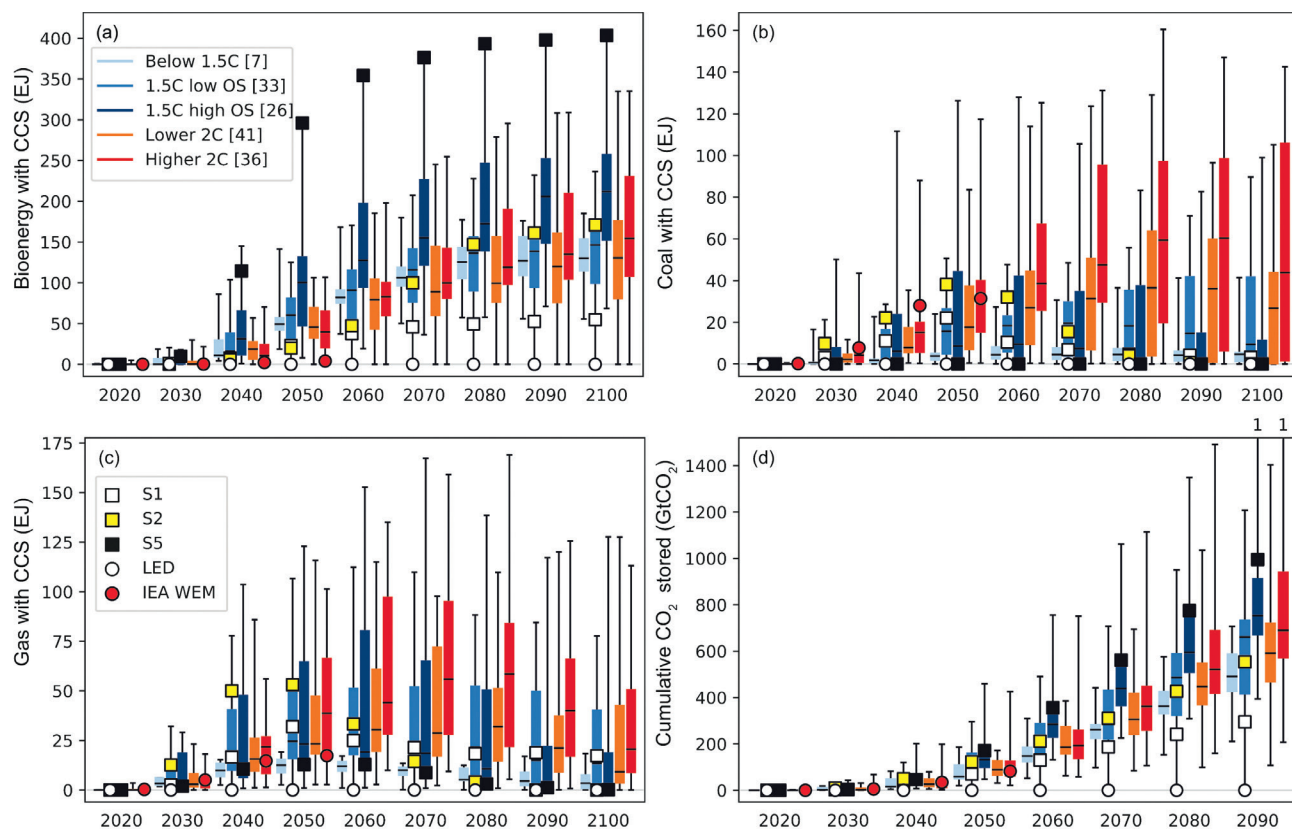 (a)
Bioenergy with CCS (EJ)
400
350
300
250
200
150
100
50
0
Below 1.5C [7]
1.5C low OS [33]
1.5C high OS [26]
Lower 2C [41]
Higher 2C [36]
2020 2030 2040 2050 2060 2070 2080 2090 2100
(b)
Coal with CCS (EJ)
160
140
120
100
80
60
40
20
0
2020 2030 2040 2050 2060 2070 2080 2090 2100
(c)
Gas with CCS (EJ)
175
150
125
100
75
50
25
0
S1
S2
S5
LED
IEA WEM
2020 2030 2040 2050 2060 2070 2080 2090 2100
1 1
(d)
Cumulative CO₂ stored (GtCO₂)
1400
1200
1000
800
600
400
200
0
2020 2030 2040 2050 2060 2070 2080 2090